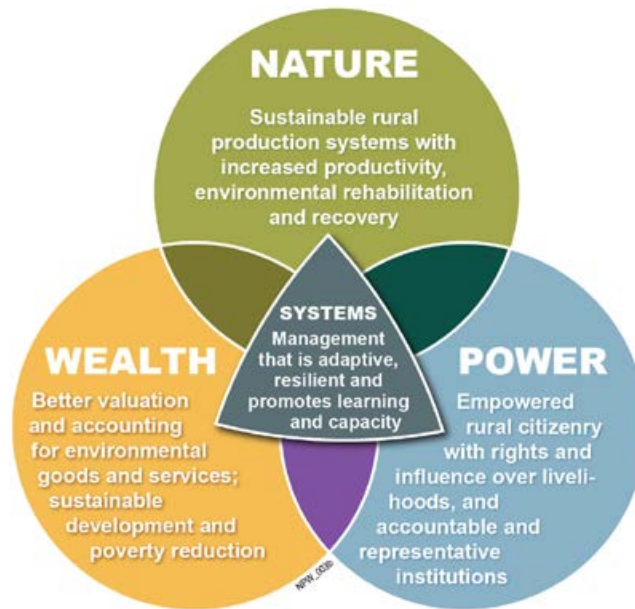 NATURE
Sustainable rural
production systems with
increased productivity,
environmental rehabilitation
and recovery
SYSTEMS
Management
that is adaptive,
resilient and
promotes learning
and capacity
WEALTH
Better valuation
and accounting
for environmental
goods and services;
sustainable
development and
poverty reduction
POWER
Empowered
rural citizenry
with rights and
influence over liveli-
hoods, and
accountable and
representative
institutions
NPW_003b